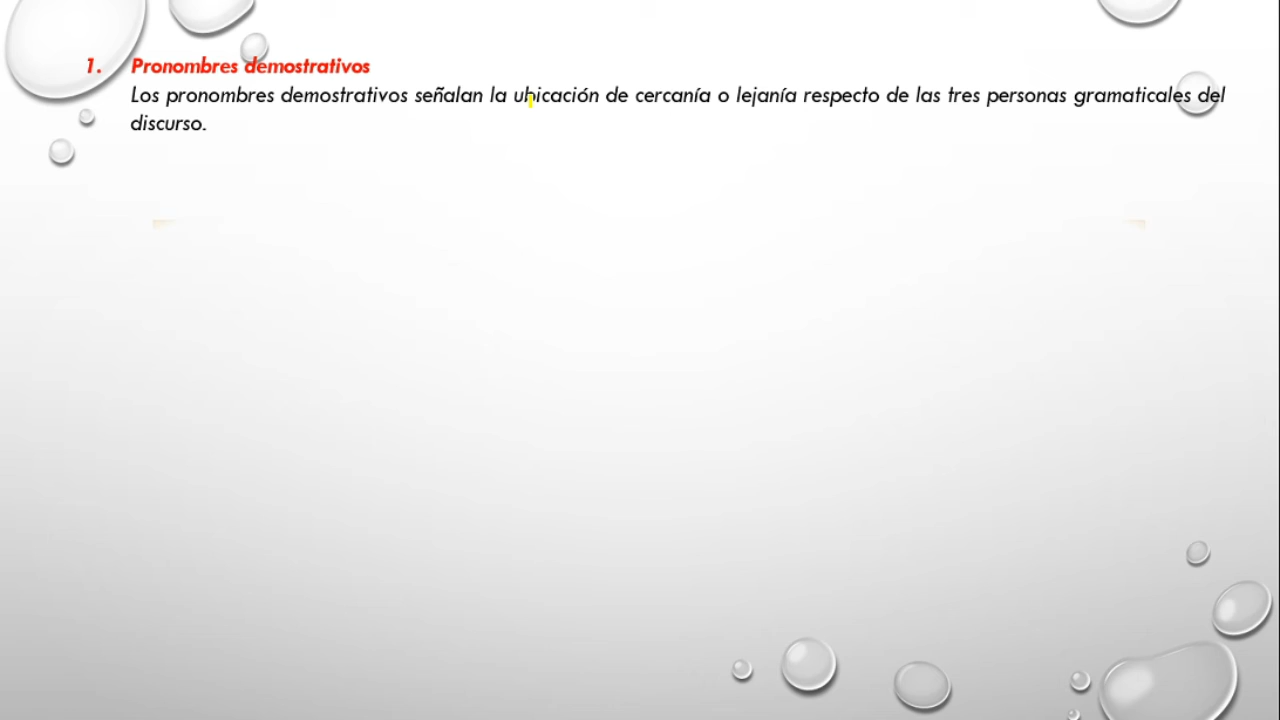 1. Pronombres demostrativos
Los pronombres demostrativos señalan la ubicación de cercanía o lejanía respecto de las tres personas gramaticales del
discurso.